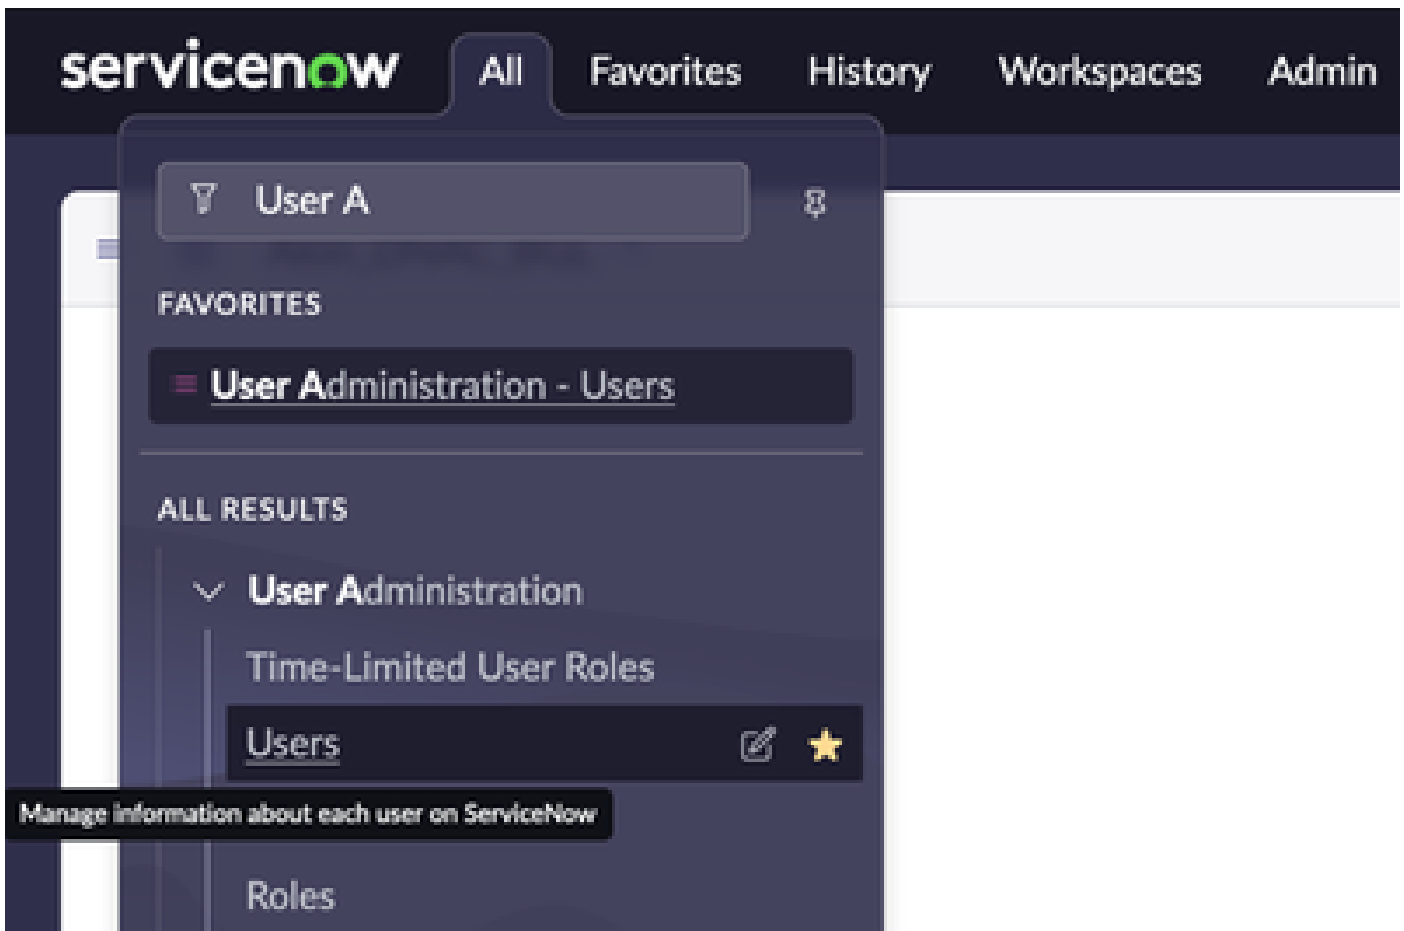 servicenow All Favorites History Workspaces Admin
User A
FAVORITES
User Administration - Users
ALL RESULTS
User Administration
Time-Limited User Roles
Users
Manage information about each user on ServiceNow
Roles